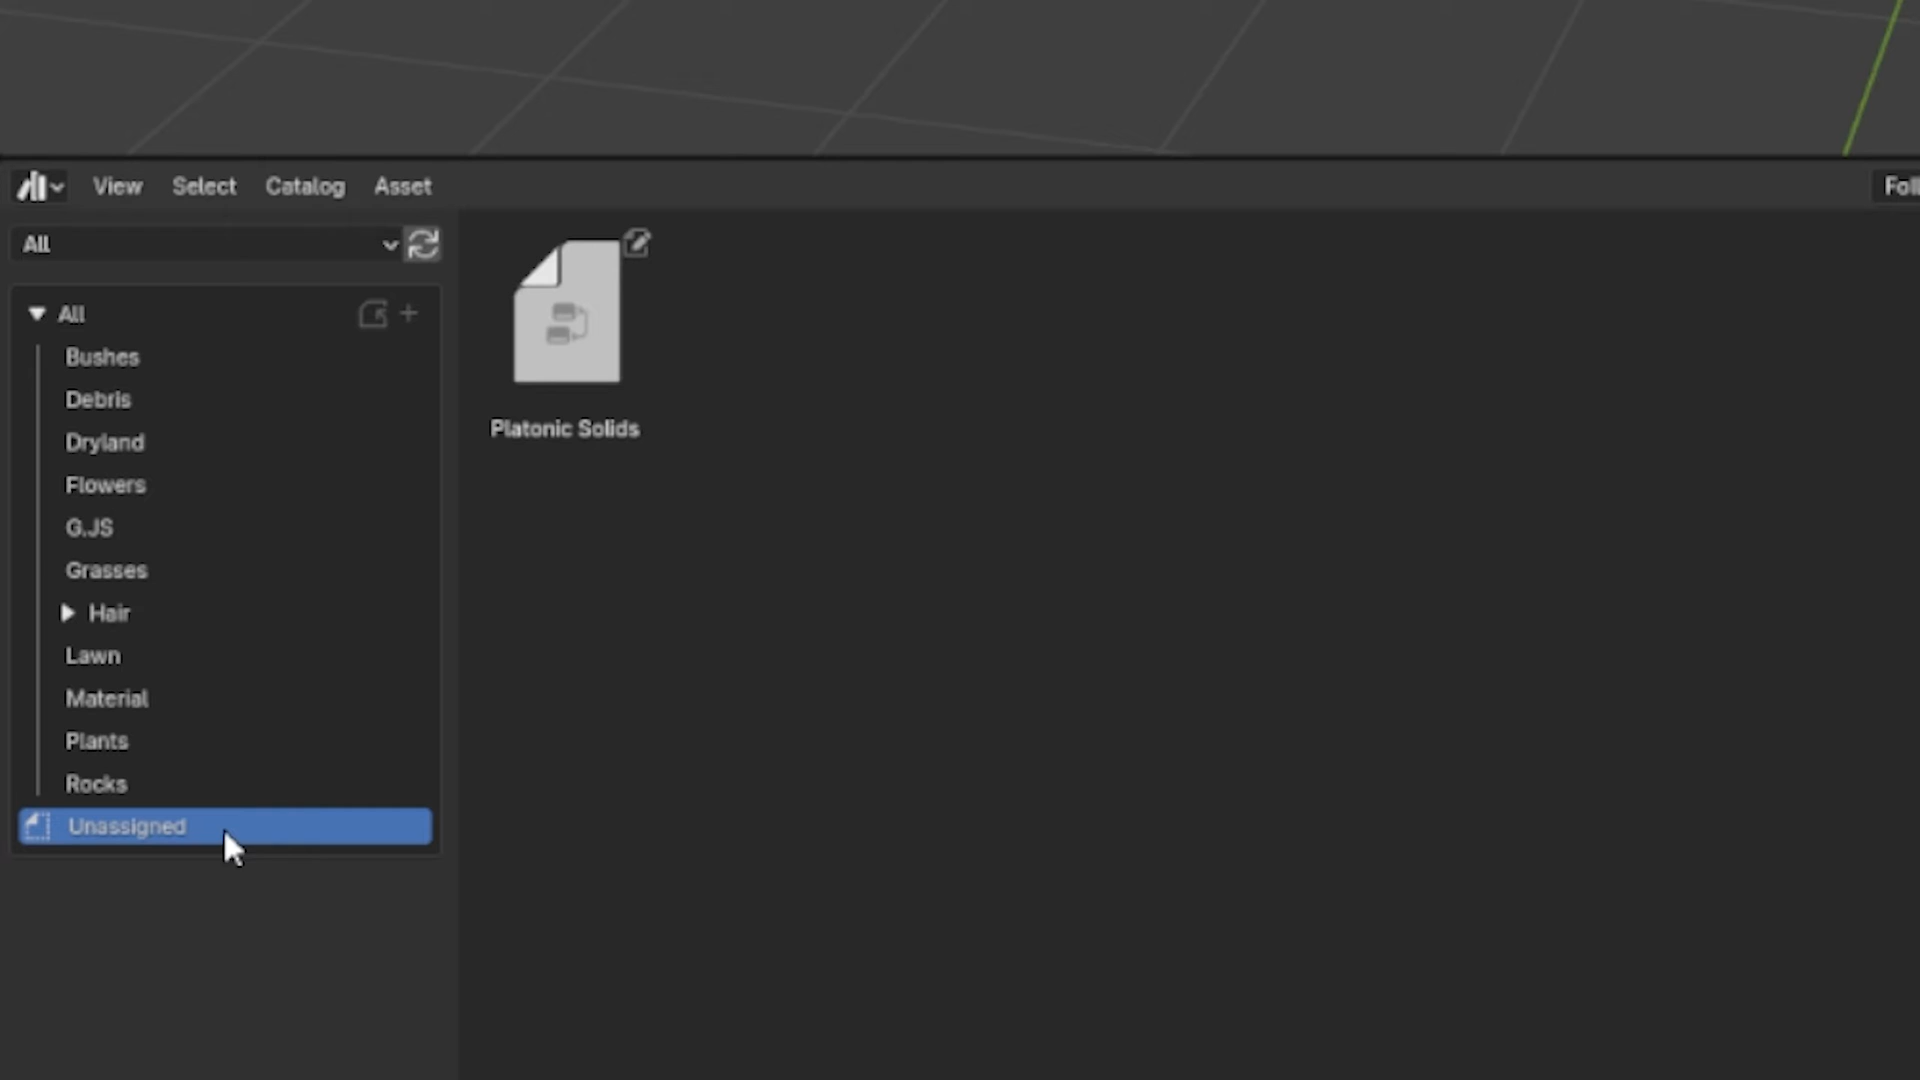 View Select Catalog Asset
All
All
Bushes
Debris
Dryland
Flowers
G.JS
Grasses
Hair
Lawn
Material
Plants
Rocks
Unassigned
Platonic Solids